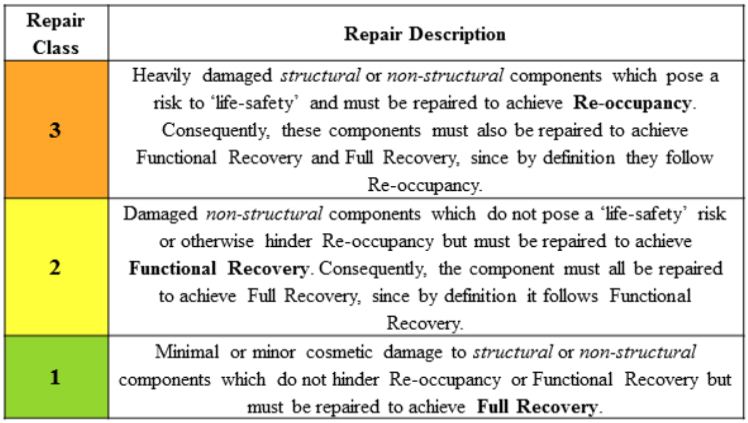 Repair
Class
Repair Description
3
Heavily damaged structural or non-structural components which pose a
risk to ‘life-safety’ and must be repaired to achieve Re-occupancy.
Consequently, these components must also be repaired to achieve
Functional Recovery and Full Recovery, since by definition they follow
Re-occupancy.
2
Damaged non-structural components which do not pose a ‘life-safety’ risk
or otherwise hinder Re-occupancy but must be repaired to achieve
Functional Recovery. Consequently, the component must all be repaired
to achieve Full Recovery, since by definition it follows Functional
Recovery.
1
Minimal or minor cosmetic damage to structural or non-structural
components which do not hinder Re-occupancy or Functional Recovery but
must be repaired to achieve Full Recovery.